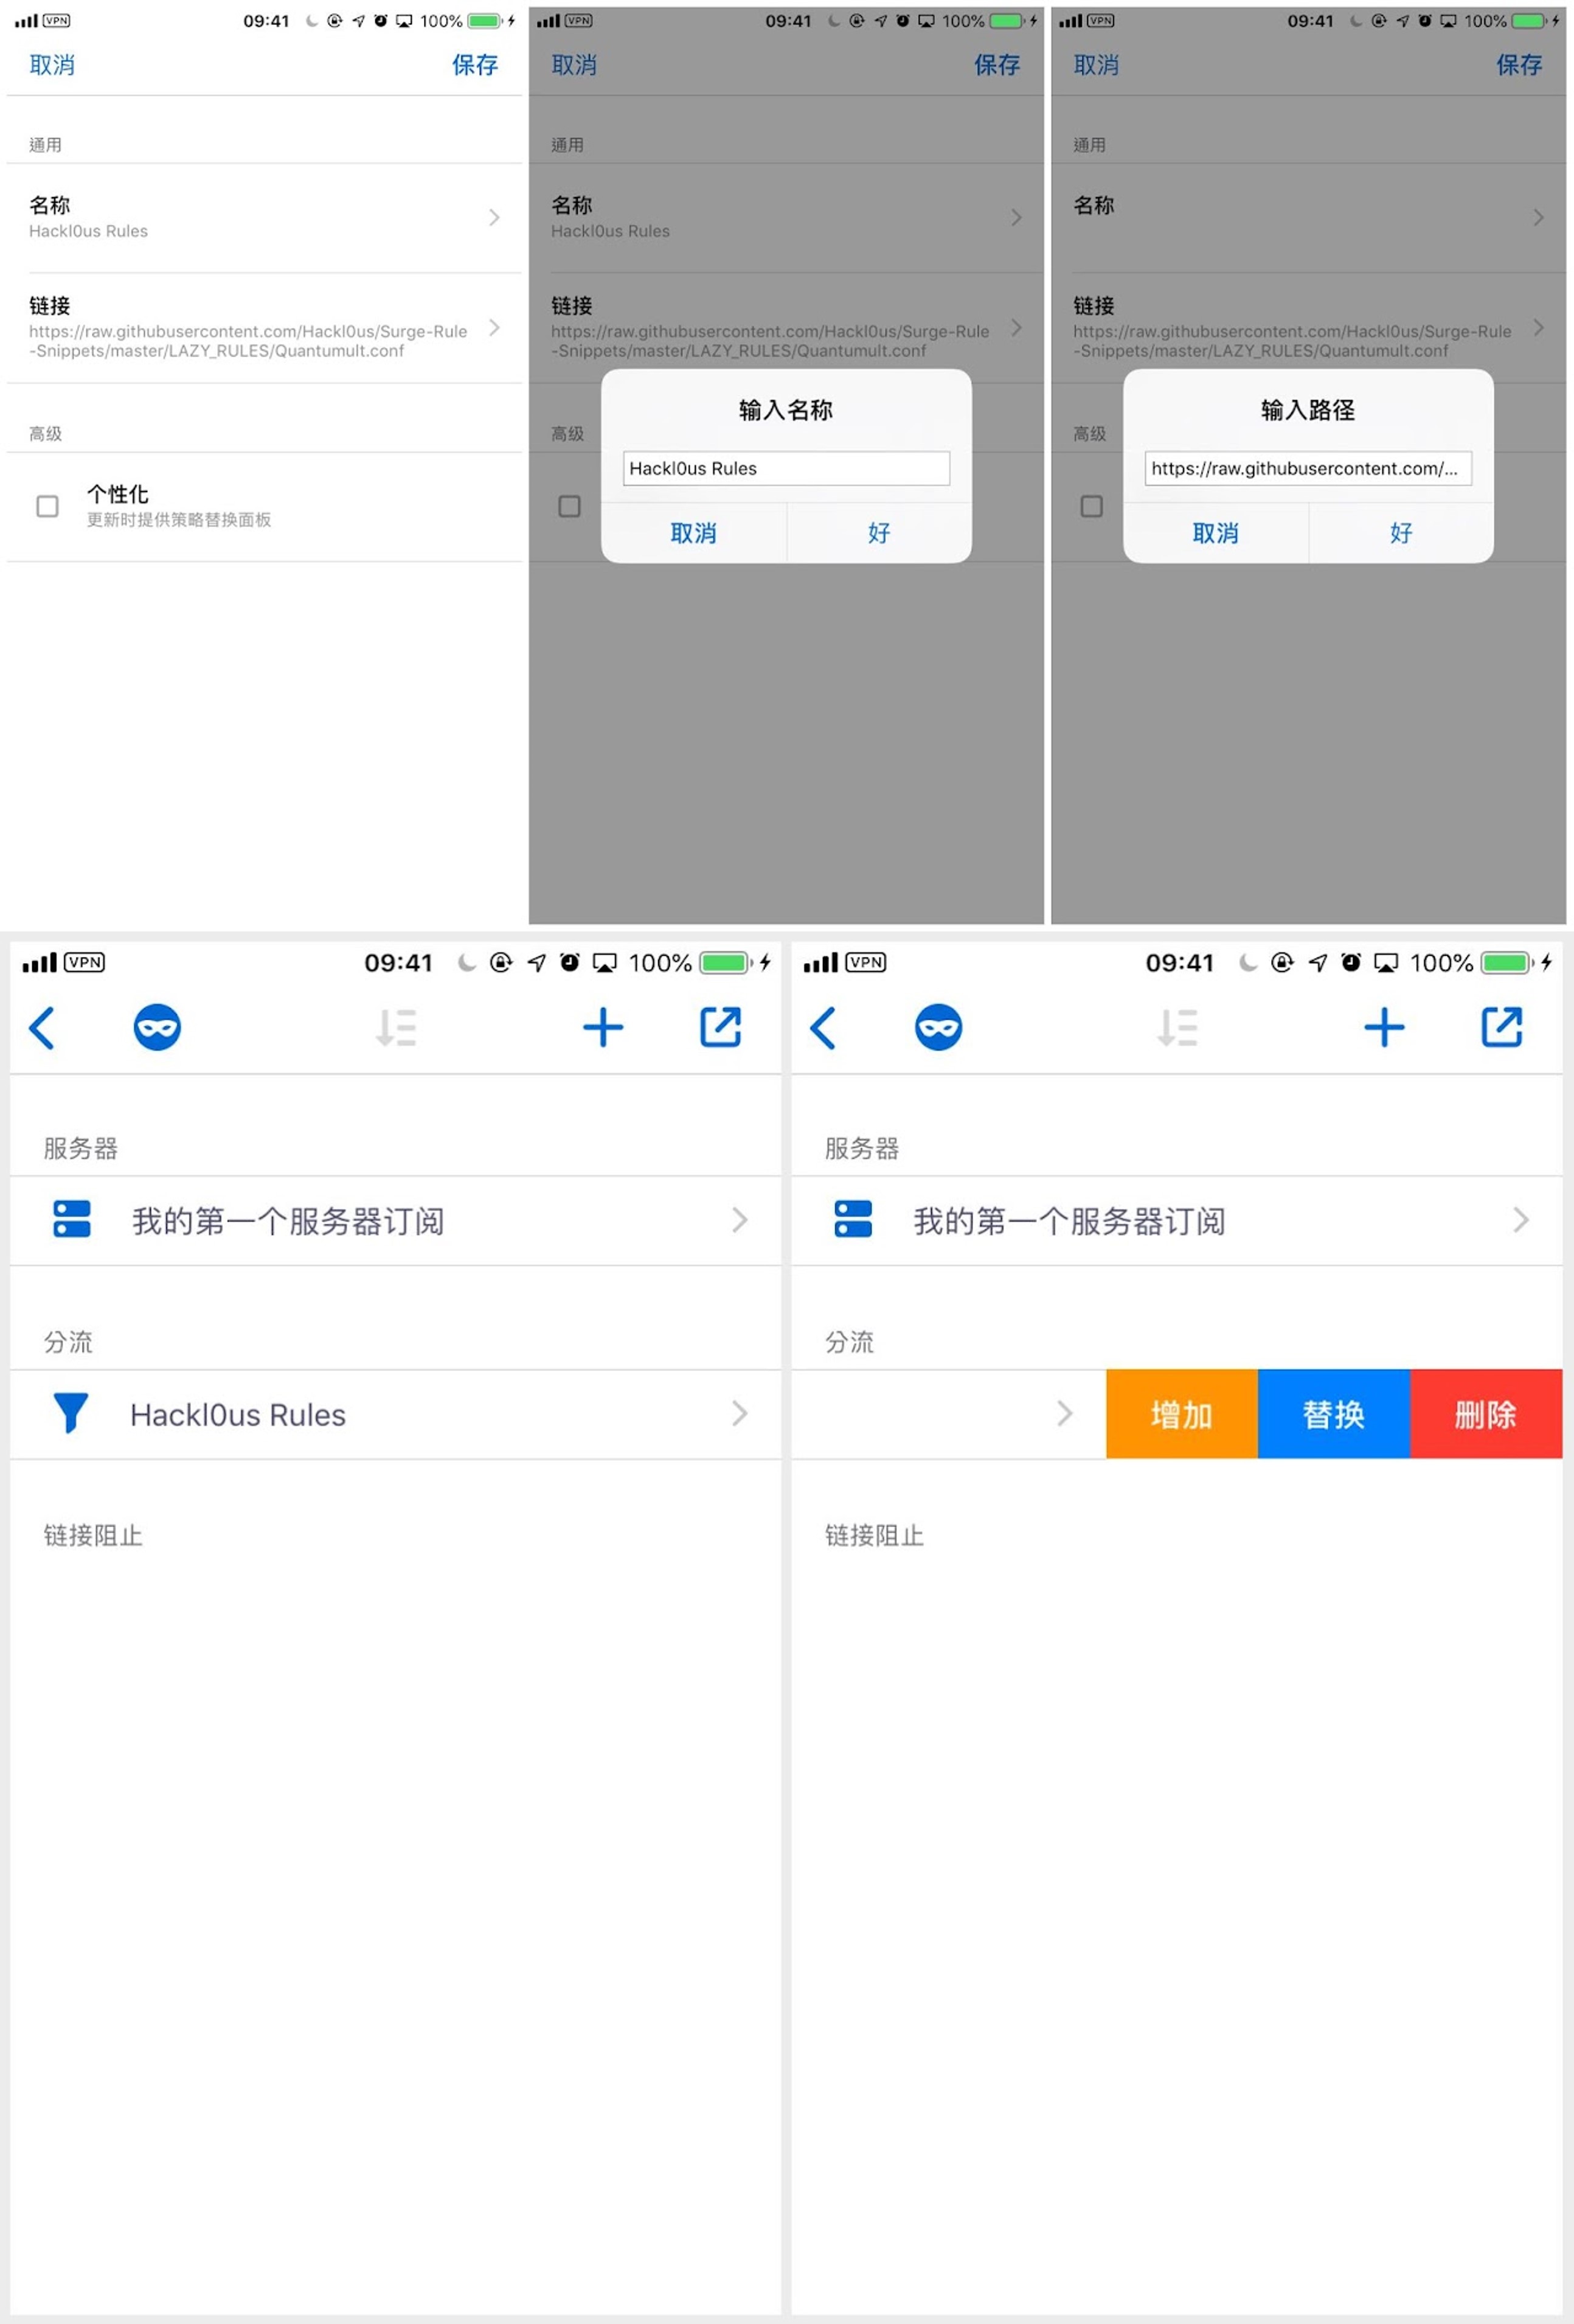 VPN 09:41 100%
取消 保存
通用
名称
Hackl0us Rules
链接
https://raw.githubusercontent.com/Hackl0us/Surge-Rule
-Snippets/master/LAZY_RULES/Quantumult.conf
高级
个性化
更新时提供策略替换面板
VPN 09:41 100%
取消 保存
通用
名称
Hackl0us Rules
链接
https://raw.githubusercontent.com/Hackl0us/Surge-Rule
-Snippets/master/LAZY_RULES/Quantumult.conf
高级
输入名称
Hackl0us Rules
取消 好
VPN 09:41 100%
取消 保存
通用
名称
链接
https://raw.githubusercontent.com/Hackl0us/Surge-Rule
-Snippets/master/LAZY_RULES/Quantumult.conf
高级
输入路径
https://raw.githubusercontent.com/...
取消 好
VPN 09:41 100%
服务器
我的第一个服务器订阅
分流
Hackl0us Rules
链接阻止
VPN 09:41 100%
服务器
我的第一个服务器订阅
分流
增加 替换 删除
链接阻止